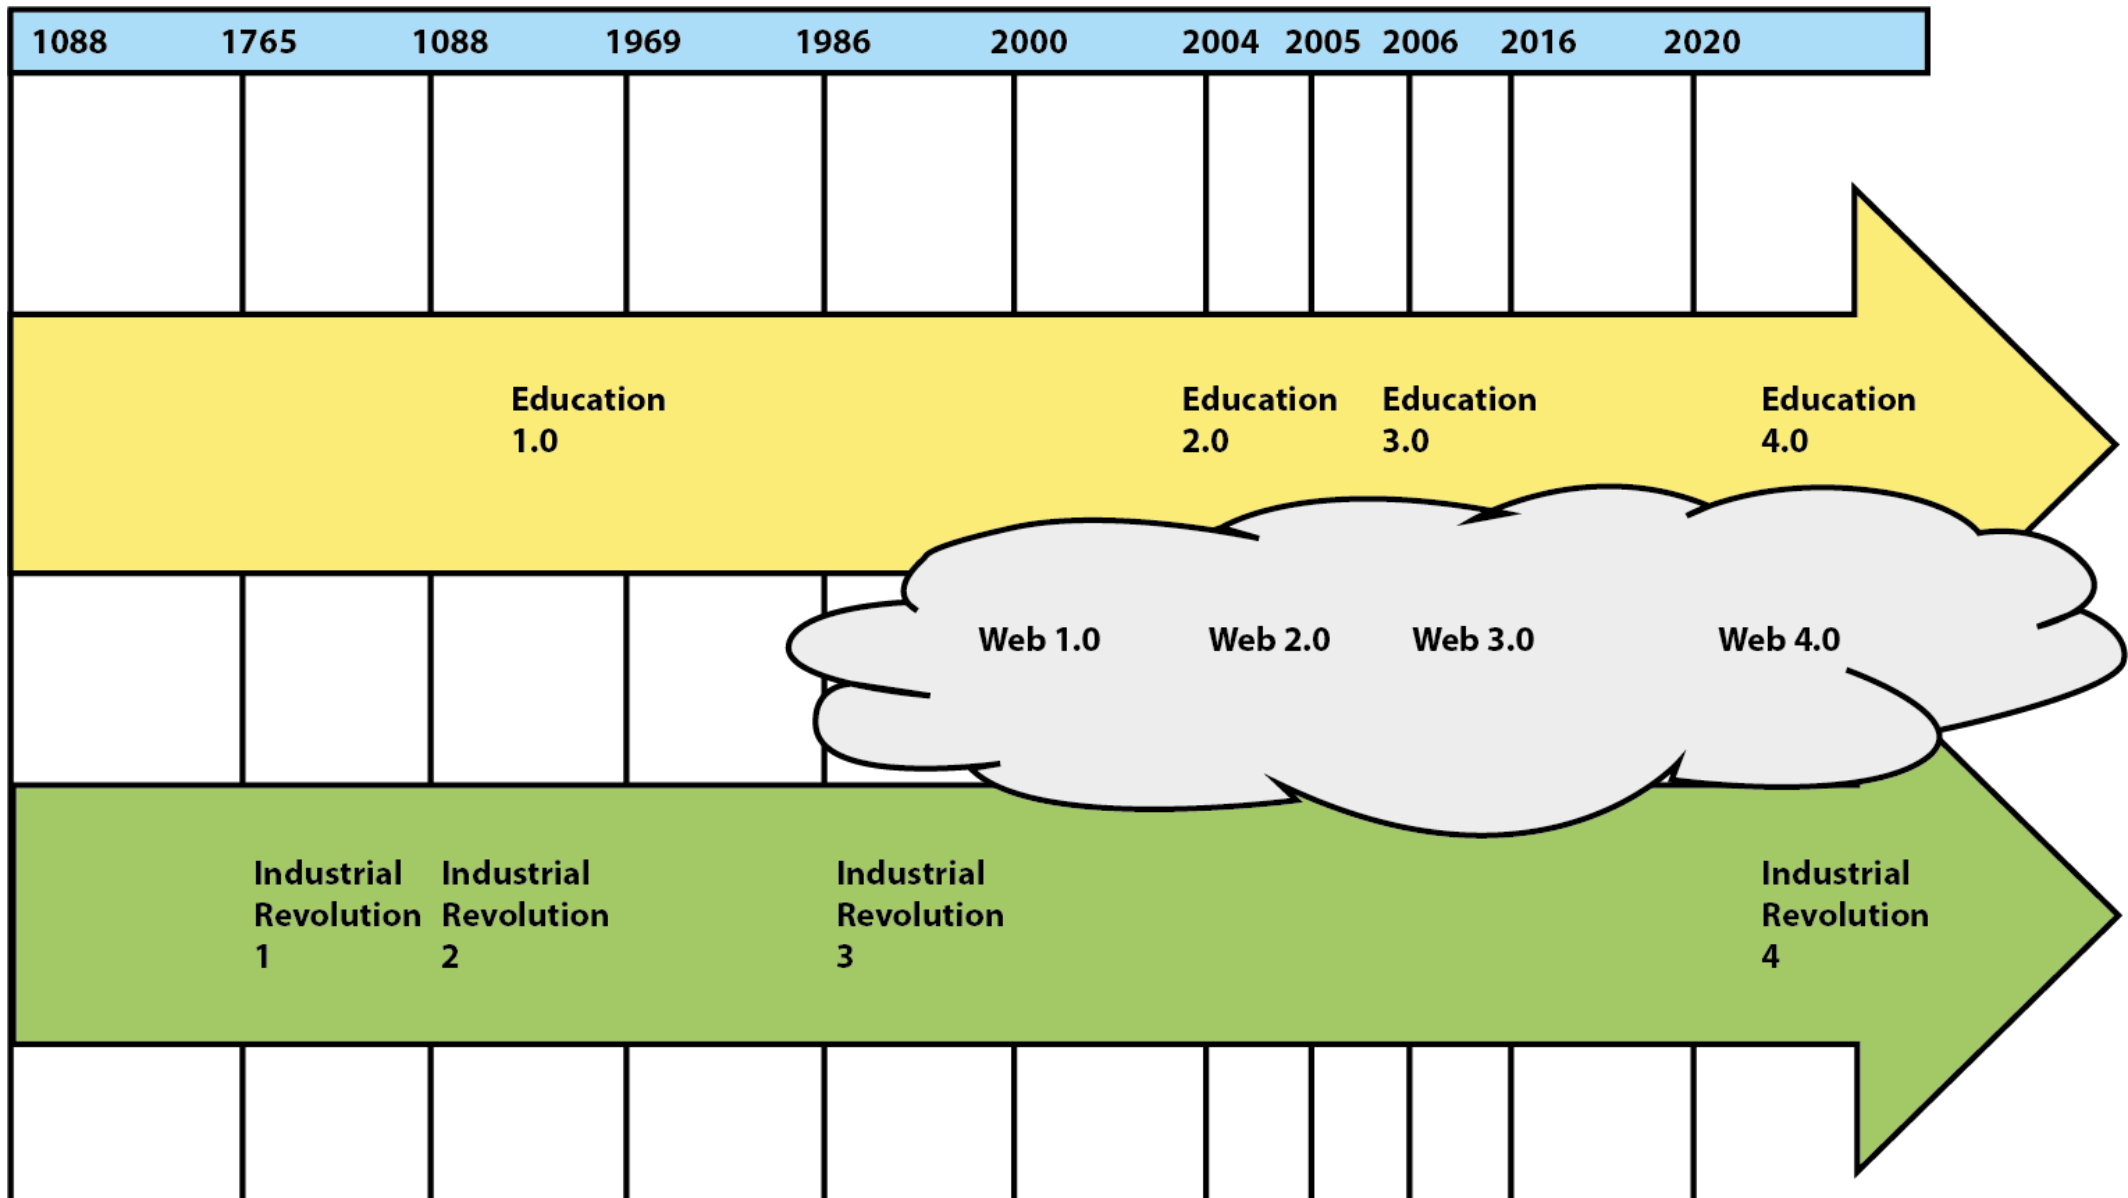 1088 1765 1088 1969 1986 2000 2004 2005 2006 2016 2020
Education
1.0
Education
2.0
Education
3.0
Education
4.0
Web 1.0 Web 2.0 Web 3.0 Web 4.0
Industrial
Revolution
1
Industrial
Revolution
2
Industrial
Revolution
3
Industrial
Revolution
4